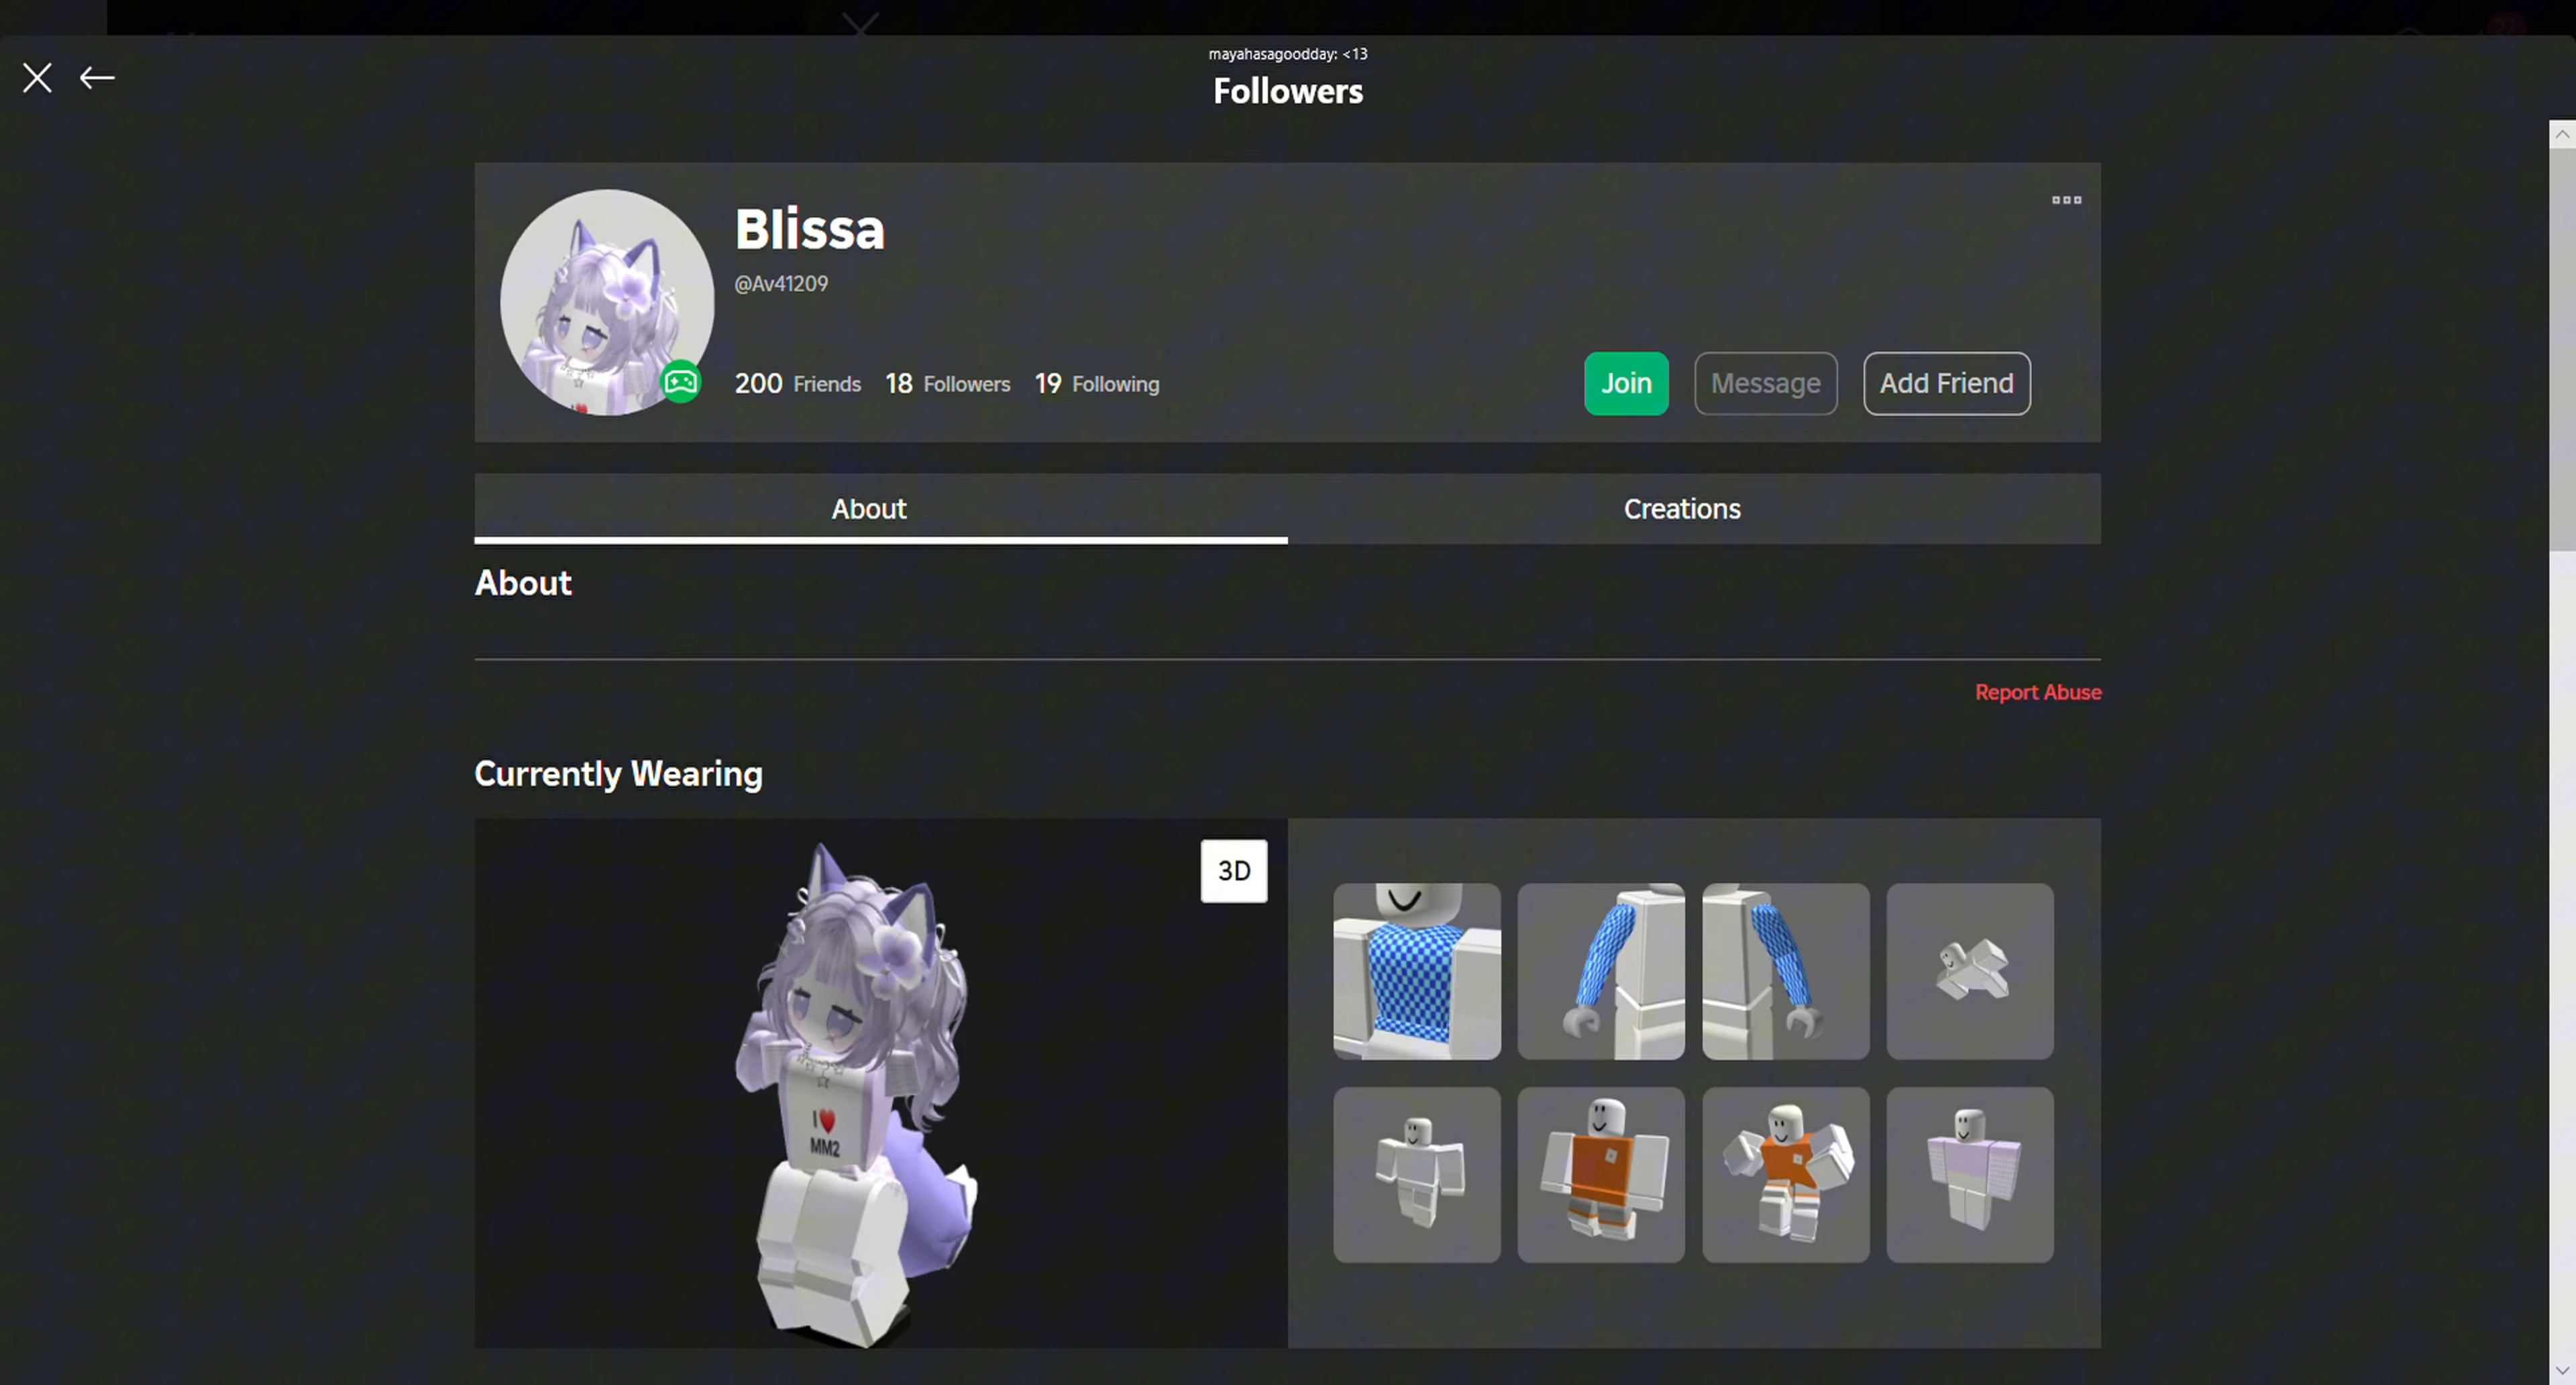 mayahasagoodday: <13
Followers
Blissa
@Av41209
200 Friends 18 Followers 19 Following
Join Message Add Friend
About Creations
About
Report Abuse
Currently Wearing
3D
I ❤ MM2